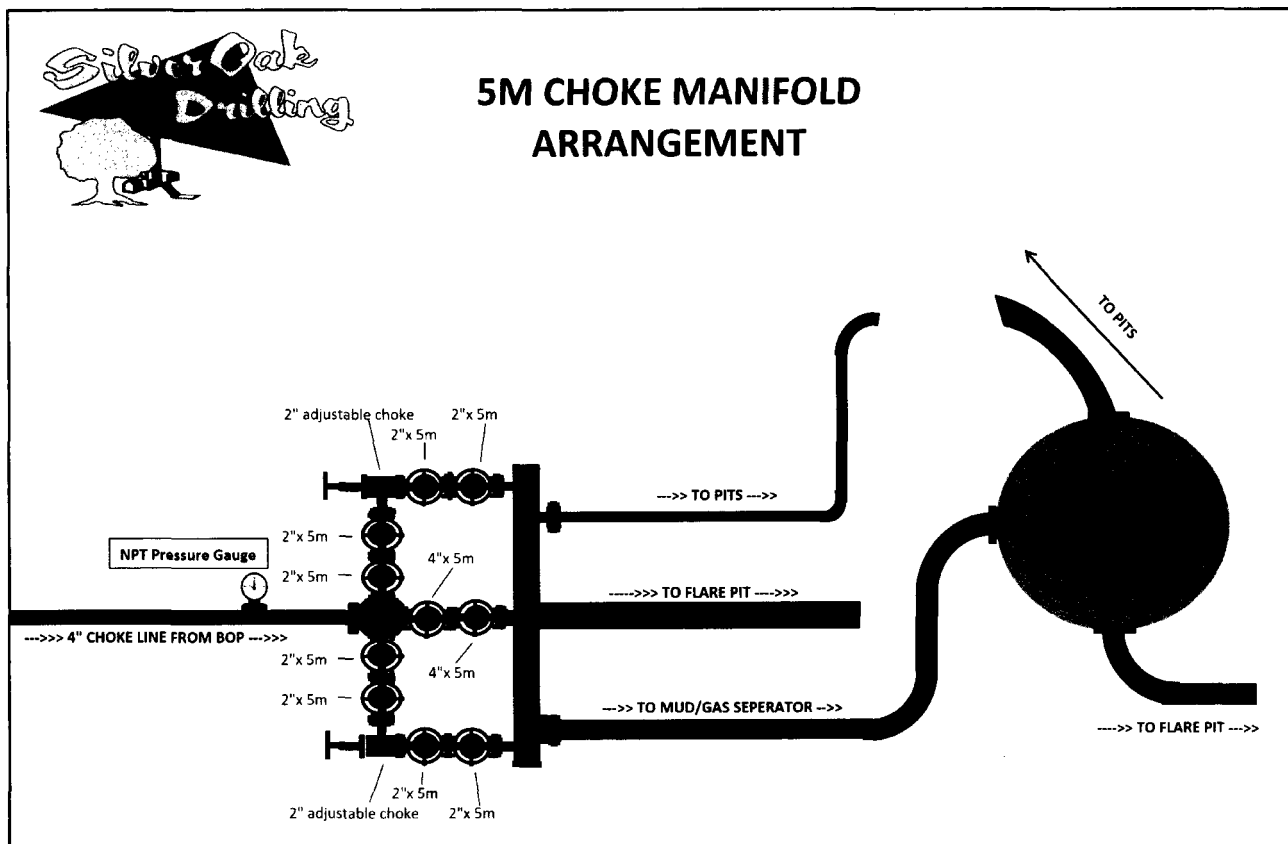 Silver Oak
Drilling
5M CHOKE MANIFOLD
ARRANGEMENT
TO PITS
2" adjustable choke
2"x 5m
2"x 5m
--->> TO PITS --->>
2"x 5m
NPT Pressure Gauge
2"x 5m
4"x 5m
----->>> TO FLARE PIT ---->>>
--->>> 4" CHOKE LINE FROM BOP --->>>
2"x 5m
4"x 5m
2"x 5m
--->> TO MUD/GAS SEPERATOR -->>
---->> TO FLARE PIT --->>
2"x 5m
2"x 5m
2" adjustable choke